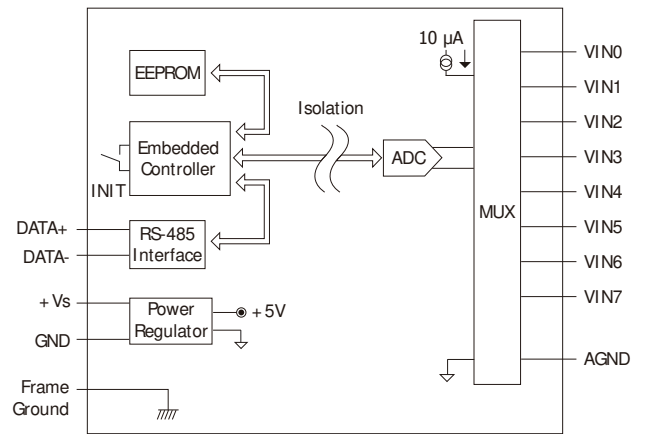 10 µA
VIN0
EEPROM
VIN1
Isolation
VIN2
Embedded
Controller
ADC
VIN3
INIT
VIN4
MUX
DATA+
RS-485
Interface
VIN5
DATA-
VIN6
+Vs
Power
Regulator
+5V
VIN7
GND
AGND
Frame
Ground